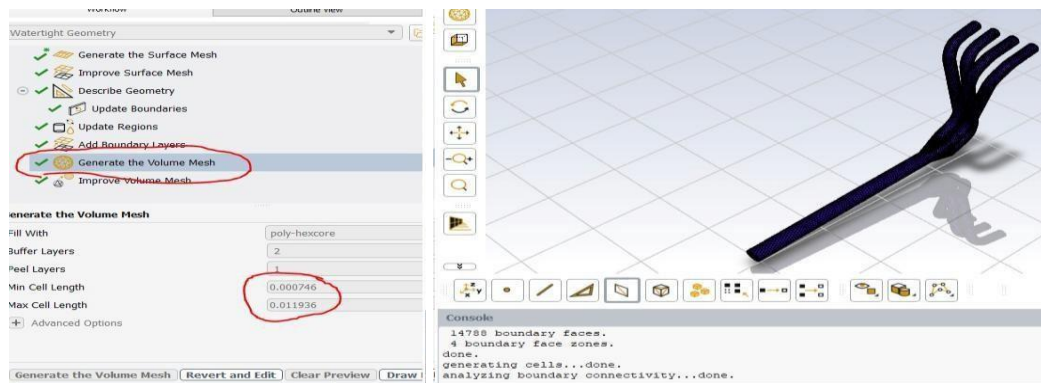 Workflow
Outline View
Watertight Geometry
Generate the Surface Mesh
Improve Surface Mesh
Describe Geometry
Update Boundaries
Update Regions
Add Boundary Layers
Generate the Volume Mesh
Improve Volume Mesh
enerate the Volume Mesh
Fill With poly-hexcore
Buffer Layers 2
Peel Layers 1
Min Cell Length 0.000746
Max Cell Length 0.011936
Advanced Options
Generate the Volume Mesh Revert and Edit Clear Preview Draw
Console
14788 boundary faces.
4 boundary face zones.
done.
generating cells...done.
analyzing boundary connectivity...done.